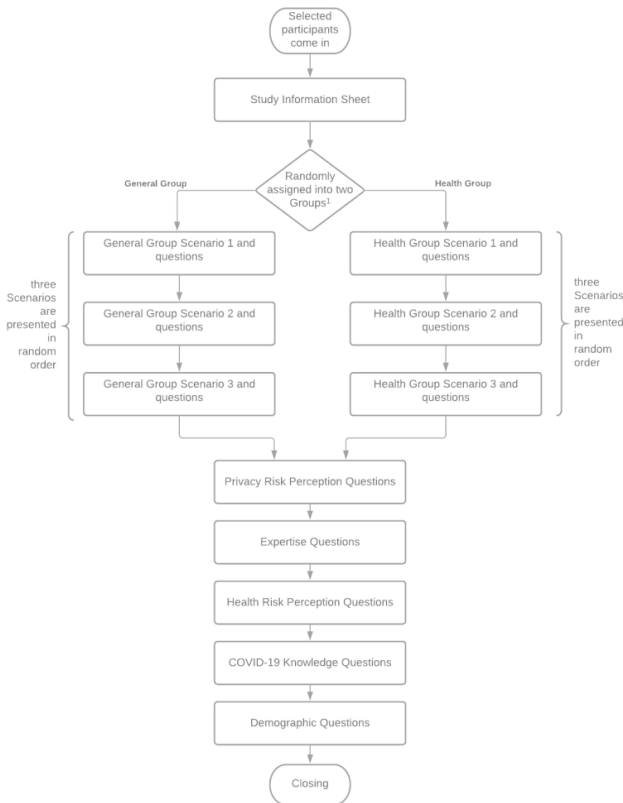 Selected
participants
come in
Study Information Sheet
Randomly
assigned into two
Groups¹
General Group
Health Group
General Group Scenario 1 and
questions
Health Group Scenario 1 and
questions
three
Scenarios
are
presented
in
random
order
General Group Scenario 2 and
questions
Health Group Scenario 2 and
questions
three
Scenarios
are
presented
in
random
order
General Group Scenario 3 and
questions
Health Group Scenario 3 and
questions
Privacy Risk Perception Questions
Expertise Questions
Health Risk Perception Questions
COVID-19 Knowledge Questions
Demographic Questions
Closing